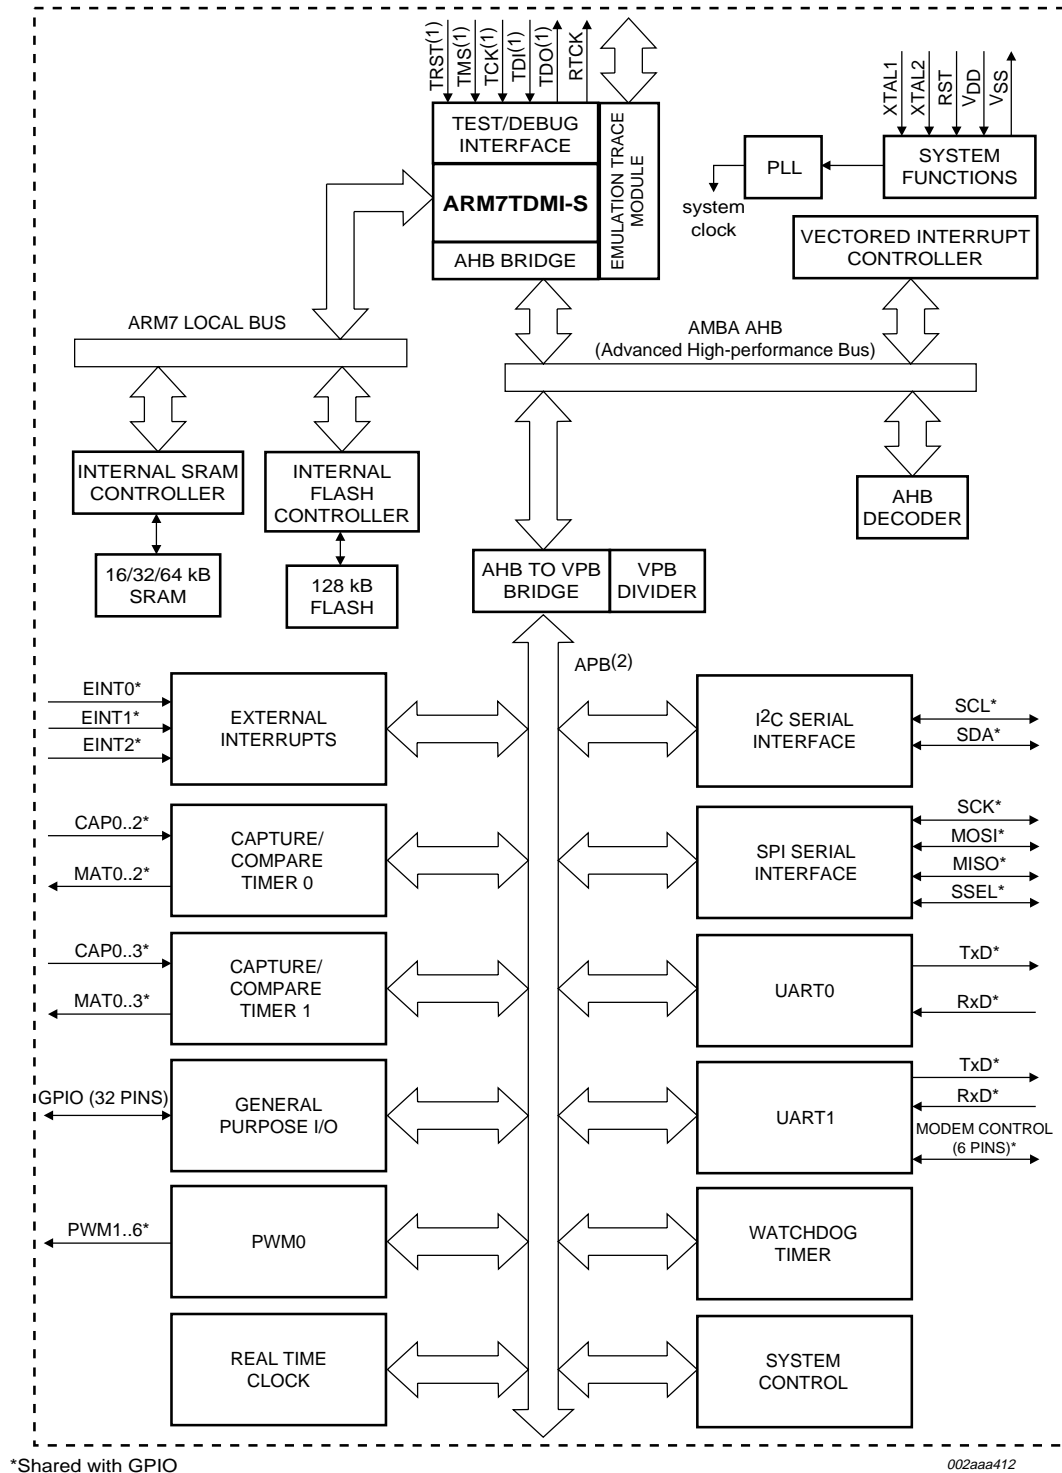 TRST(1)
TMS(1)
TCK(1)
TDI(1)
TDO(1)
RTCK
XTAL1
XTAL2
RST
VDD
VSS
TEST/DEBUG
INTERFACE
EMULATION TRACE
MODULE
ARM7TDMI-S
AHB BRIDGE
PLL
SYSTEM
FUNCTIONS
system
clock
VECTORED INTERRUPT
CONTROLLER
ARM7 LOCAL BUS
AMBA AHB
(Advanced High-performance Bus)
INTERNAL SRAM
CONTROLLER
INTERNAL
FLASH
CONTROLLER
AHB
DECODER
16/32/64 kB
SRAM
128 kB
FLASH
AHB TO VPB
BRIDGE
VPB
DIVIDER
APB(2)
EINT0*
EINT1*
EINT2*
EXTERNAL
INTERRUPTS
I2C SERIAL
INTERFACE
SCL*
SDA*
CAP0..2*
MAT0..2*
CAPTURE/
COMPARE
TIMER 0
SPI SERIAL
INTERFACE
SCK*
MOSI*
MISO*
SSEL*
CAP0..3*
MAT0..3*
CAPTURE/
COMPARE
TIMER 1
UART0
TxD*
RxD*
GPIO (32 PINS)
GENERAL
PURPOSE I/O
UART1
TxD*
RxD*
MODEM CONTROL
(6 PINS)*
PWM1..6*
PWM0
WATCHDOG
TIMER
REAL TIME
CLOCK
SYSTEM
CONTROL
*Shared with GPIO
002aaa412